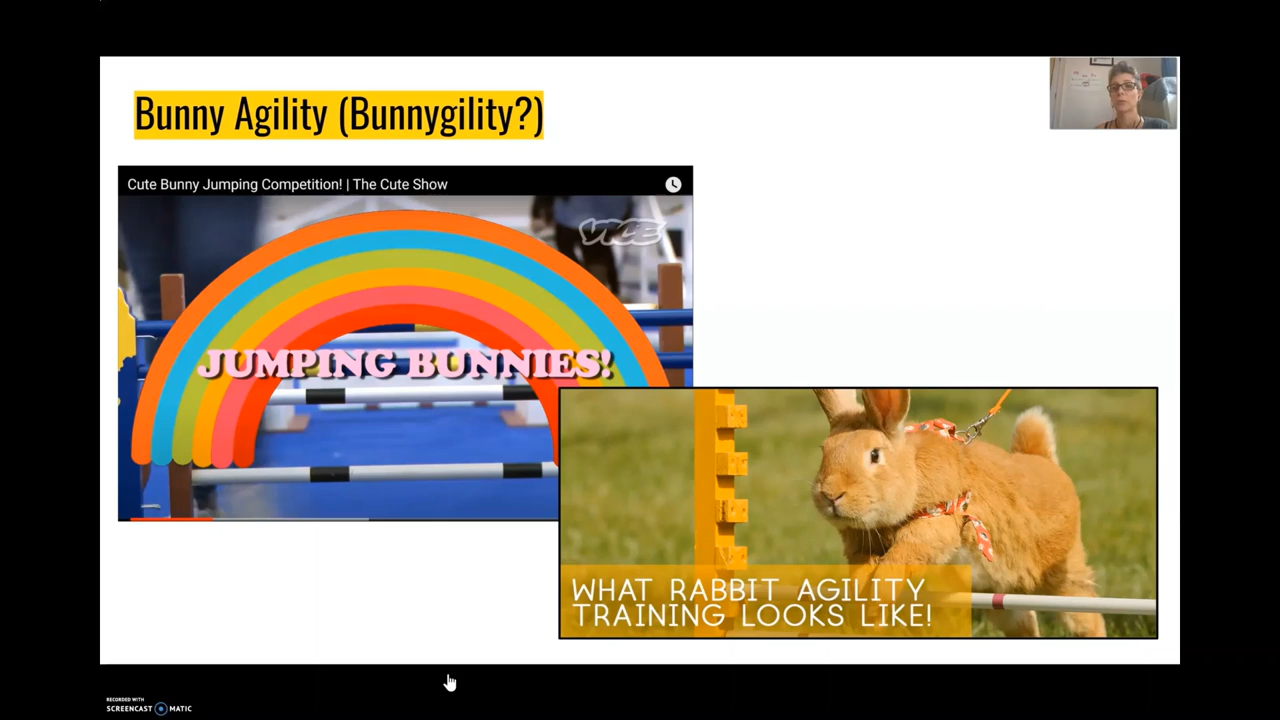 Bunny Agility (Bunnygility?)
Cute Bunny Jumping Competition! | The Cute Show
VICE
JUMPING BUNNIES!
WHAT RABBIT AGILITY
TRAINING LOOKS LIKE!
RECORDED WITH
SCREENCAST MATIC